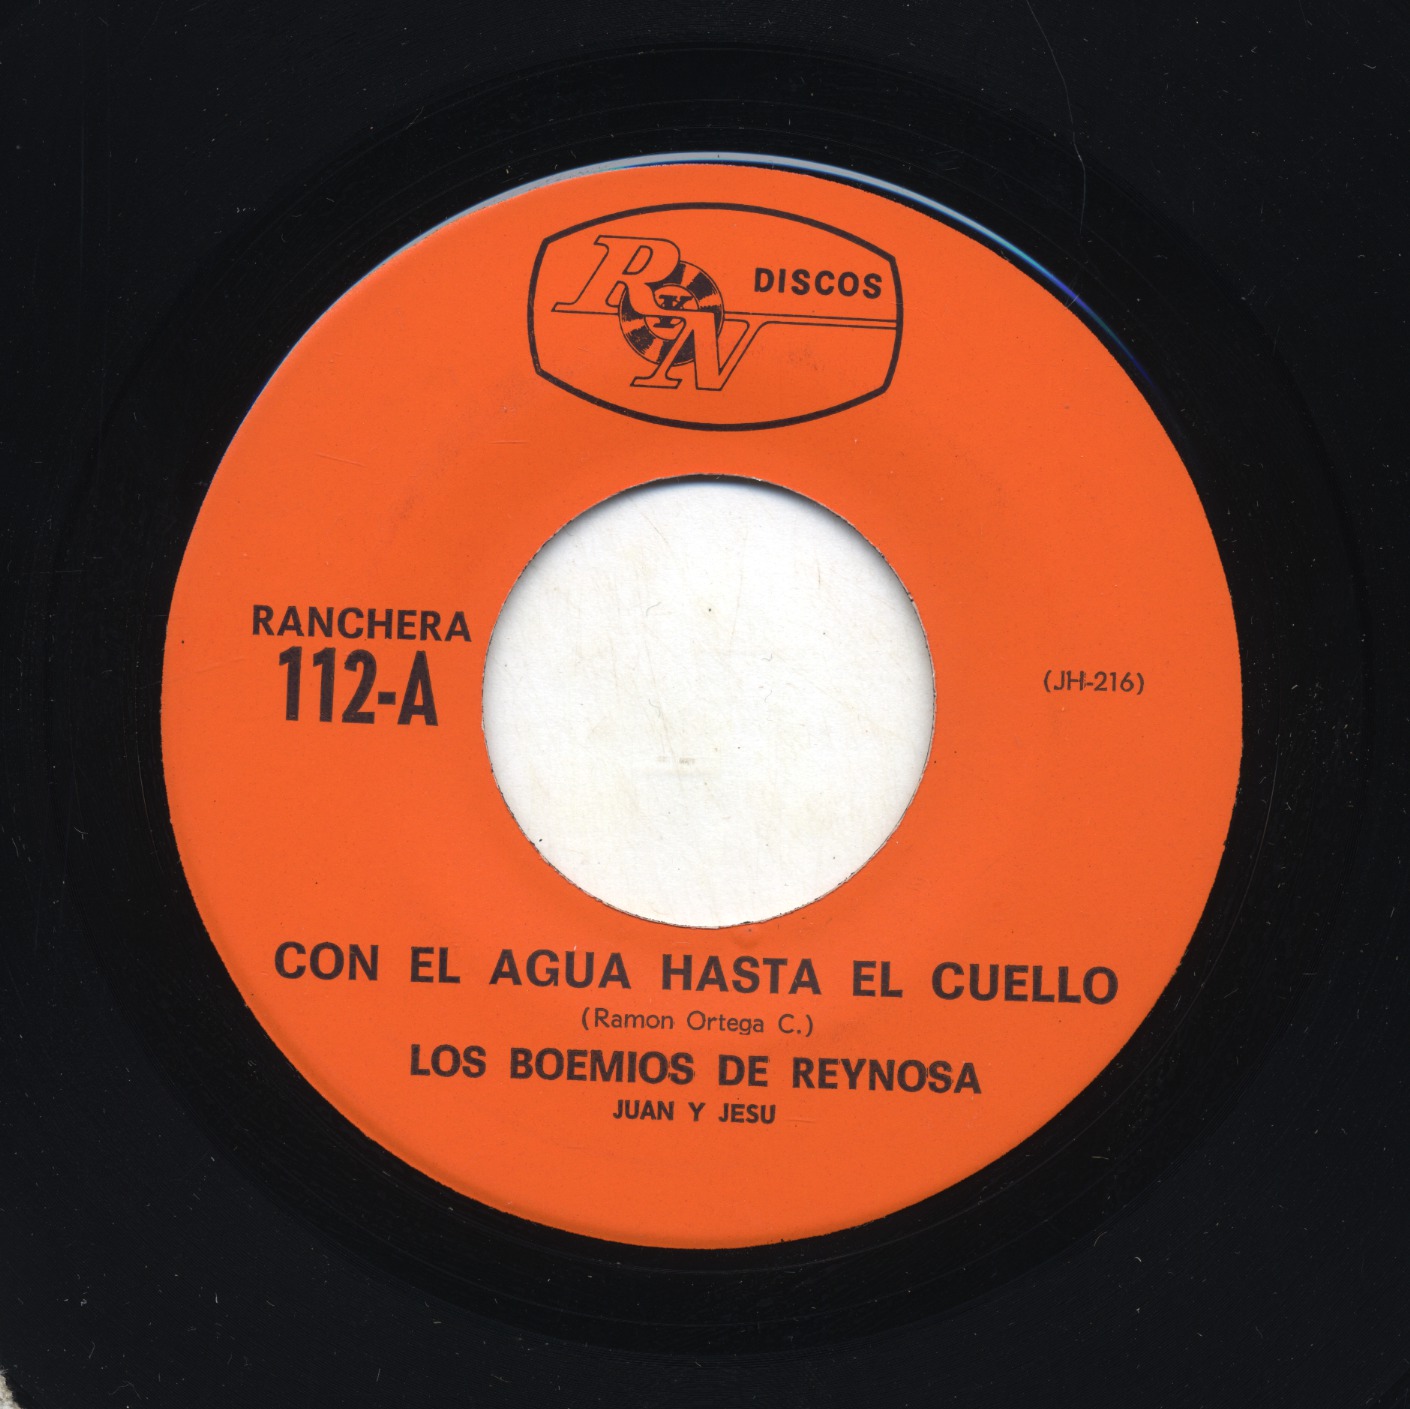 R Y N DISCOS
RANCHERA
112-A
(JH-216)
CON EL AGUA HASTA EL CUELLO
(Ramon Ortega C.)
LOS BOEMIOS DE REYNOSA
JUAN Y JESU